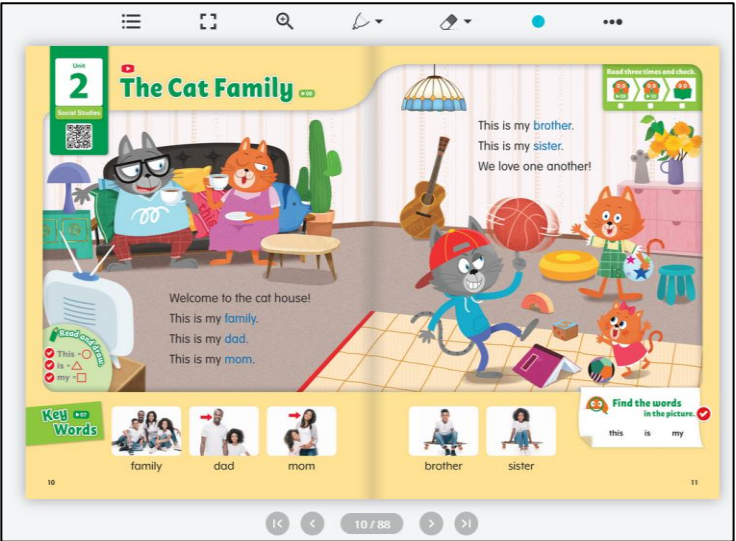 Unit
2
Social Studies
The Cat Family
Read three times and check.
This is my brother.
This is my sister.
We love one another!
Welcome to the cat house!
This is my family.
This is my dad.
This is my mom.
Read and draw.
This =○
is =△
my =□
Key Words
07
family
dad
mom
brother
sister
Find the words
in the picture.
this is my
10
11
10 / 88